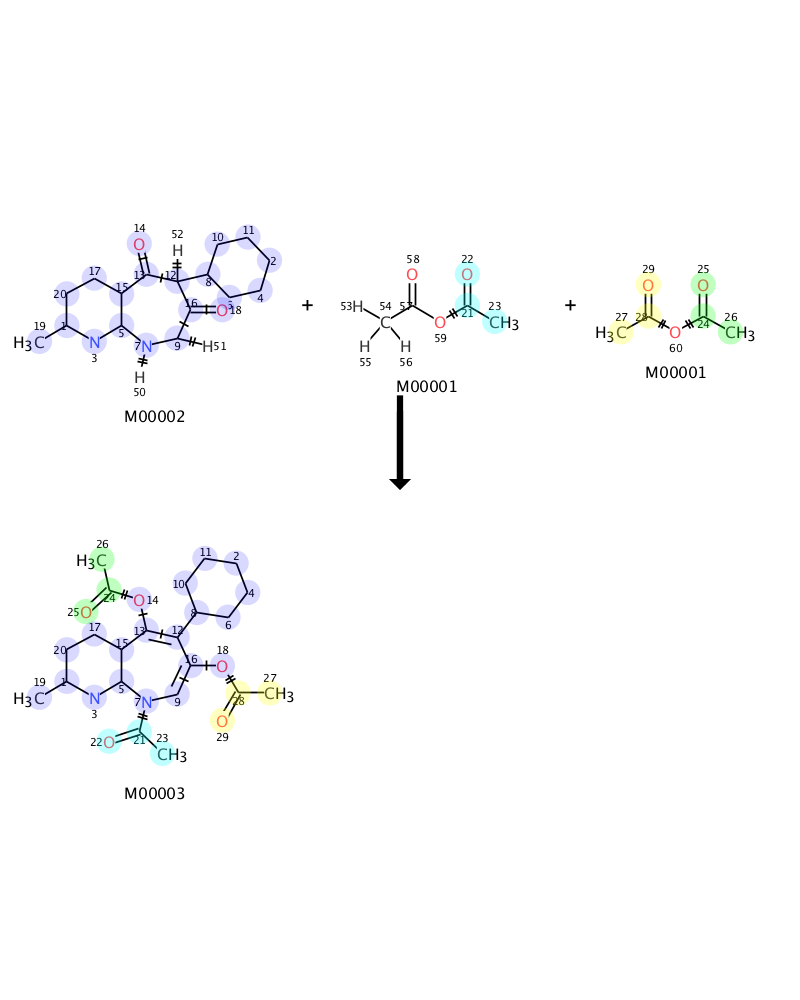 14 52 10 11
O H 2
13 12 8 4
17 16 6
20 15 O 18
19 1 5
H3C N N 9 H 51
3 7
H
50
M00002
+
58 22
O O
53 H 54 57 21 23
C O CH3
59
H H
55 56
M00001
+
29 25
O O
27 28 24 26
H3C O CH3
60
M00001
26 11 2
H3C 10 4
24 O 14 8 6
25 O
17 13 12
20 15 16 18
O
19 1 5 9 27
H3C N N CH3
3 7 28
O
22 O 21 23 29
CH3
M00003